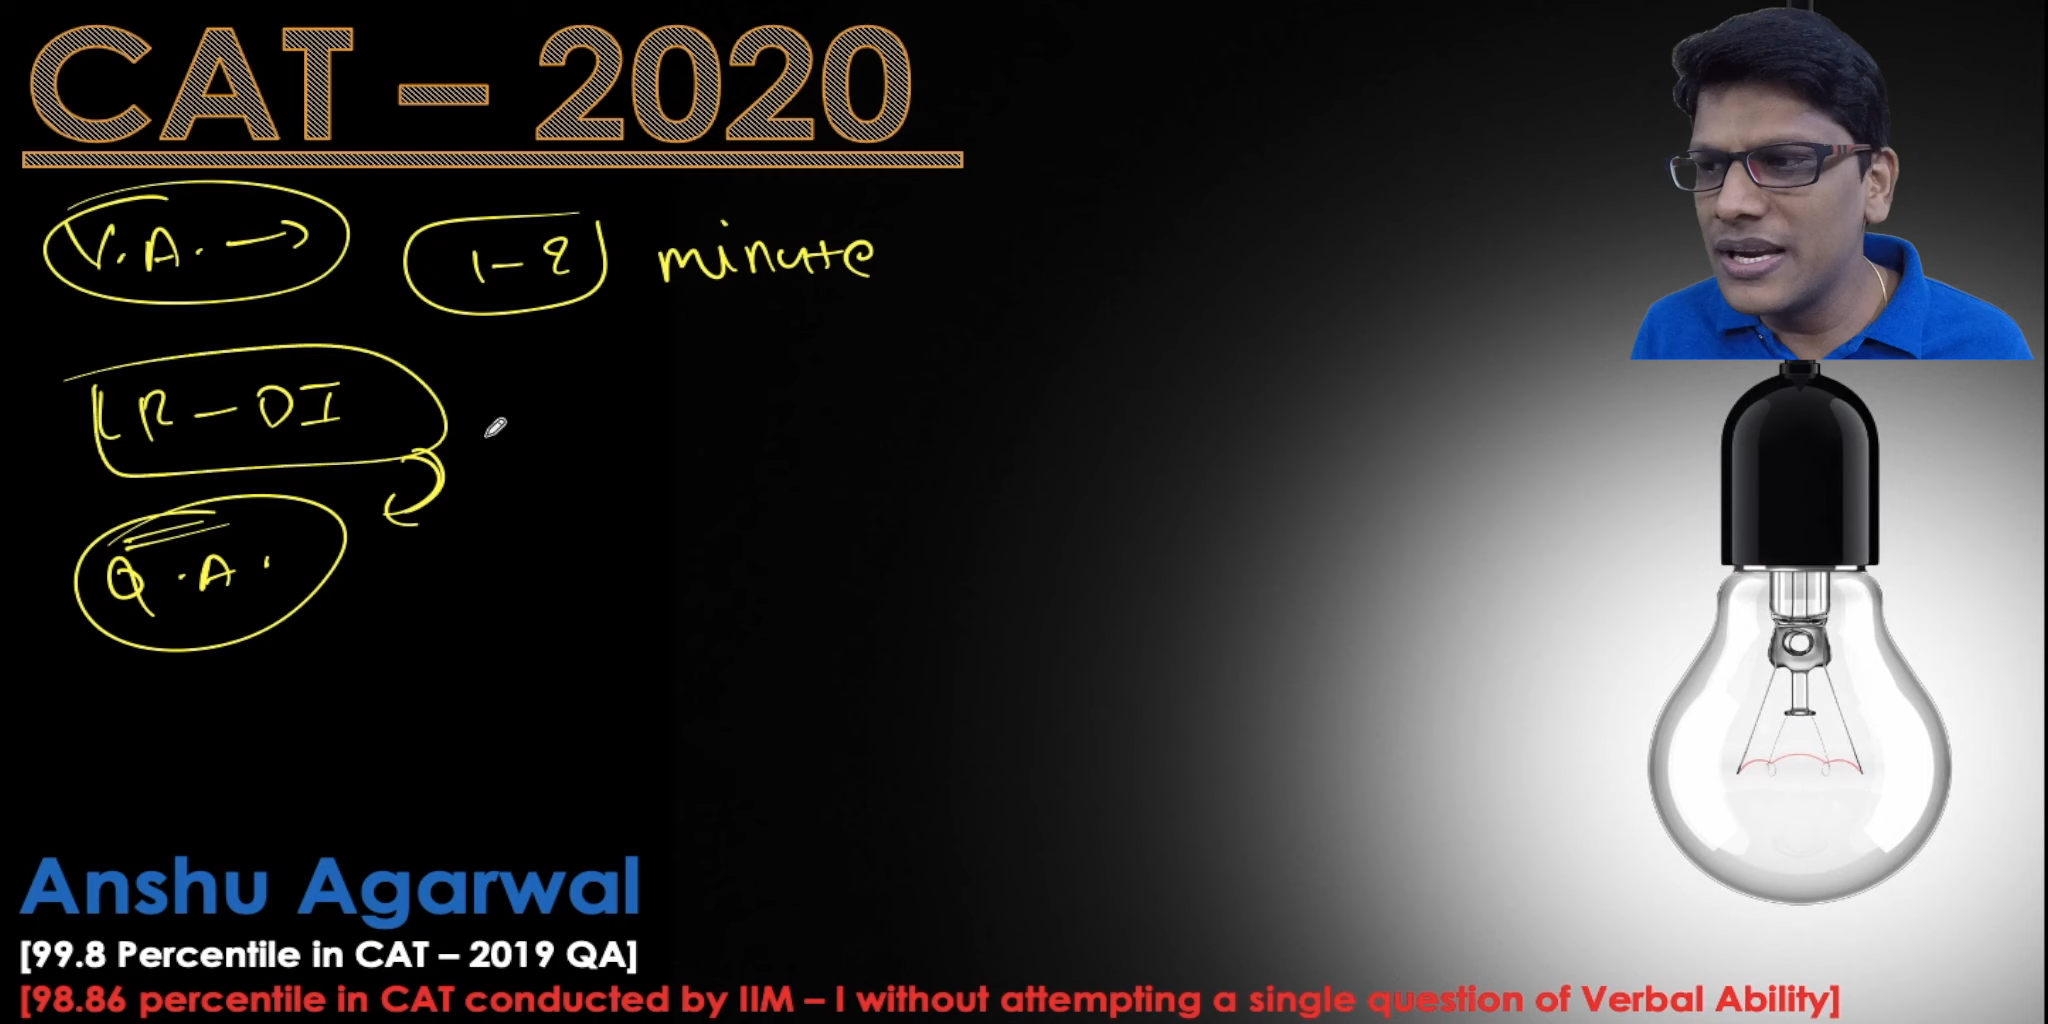 CAT – 2020
V.A. → 1-2 minute
LR - DI
Q.A.
Anshu Agarwal
[99.8 Percentile in CAT – 2019 QA]
[98.86 percentile in CAT conducted by IIM – I without attempting a single question of Verbal Ability]